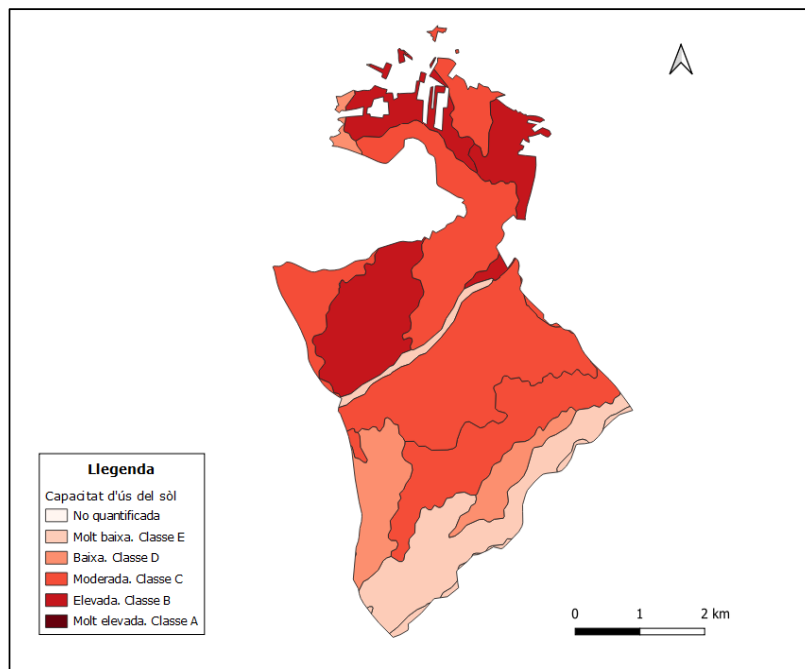 Llegenda
Capacitat d'ús del sòl
No quantificada
Molt baixa. Classe E
Baixa. Classe D
Moderada. Classe C
Elevada. Classe B
Molt elevada. Classe A
0 1 2 km